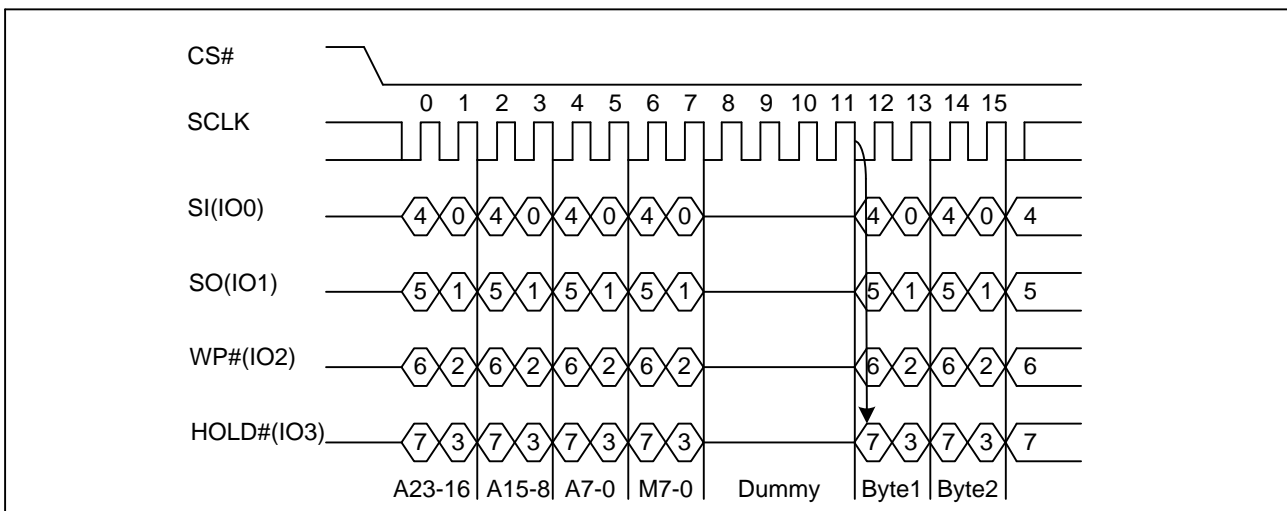 CS#
0 1 2 3 4 5 6 7 8 9 10 11 12 13 14 15
SCLK
SI(IO0) 4 0 4 0 4 0 4 0 4 0 4 0 4
SO(IO1) 5 1 5 1 5 1 5 1 5 1 5 1 5
WP#(IO2) 6 2 6 2 6 2 6 2 6 2 6 2 6
HOLD#(IO3) 7 3 7 3 7 3 7 3 7 3 7 3 7
A23-16 A15-8 A7-0 M7-0 Dummy Byte1 Byte2